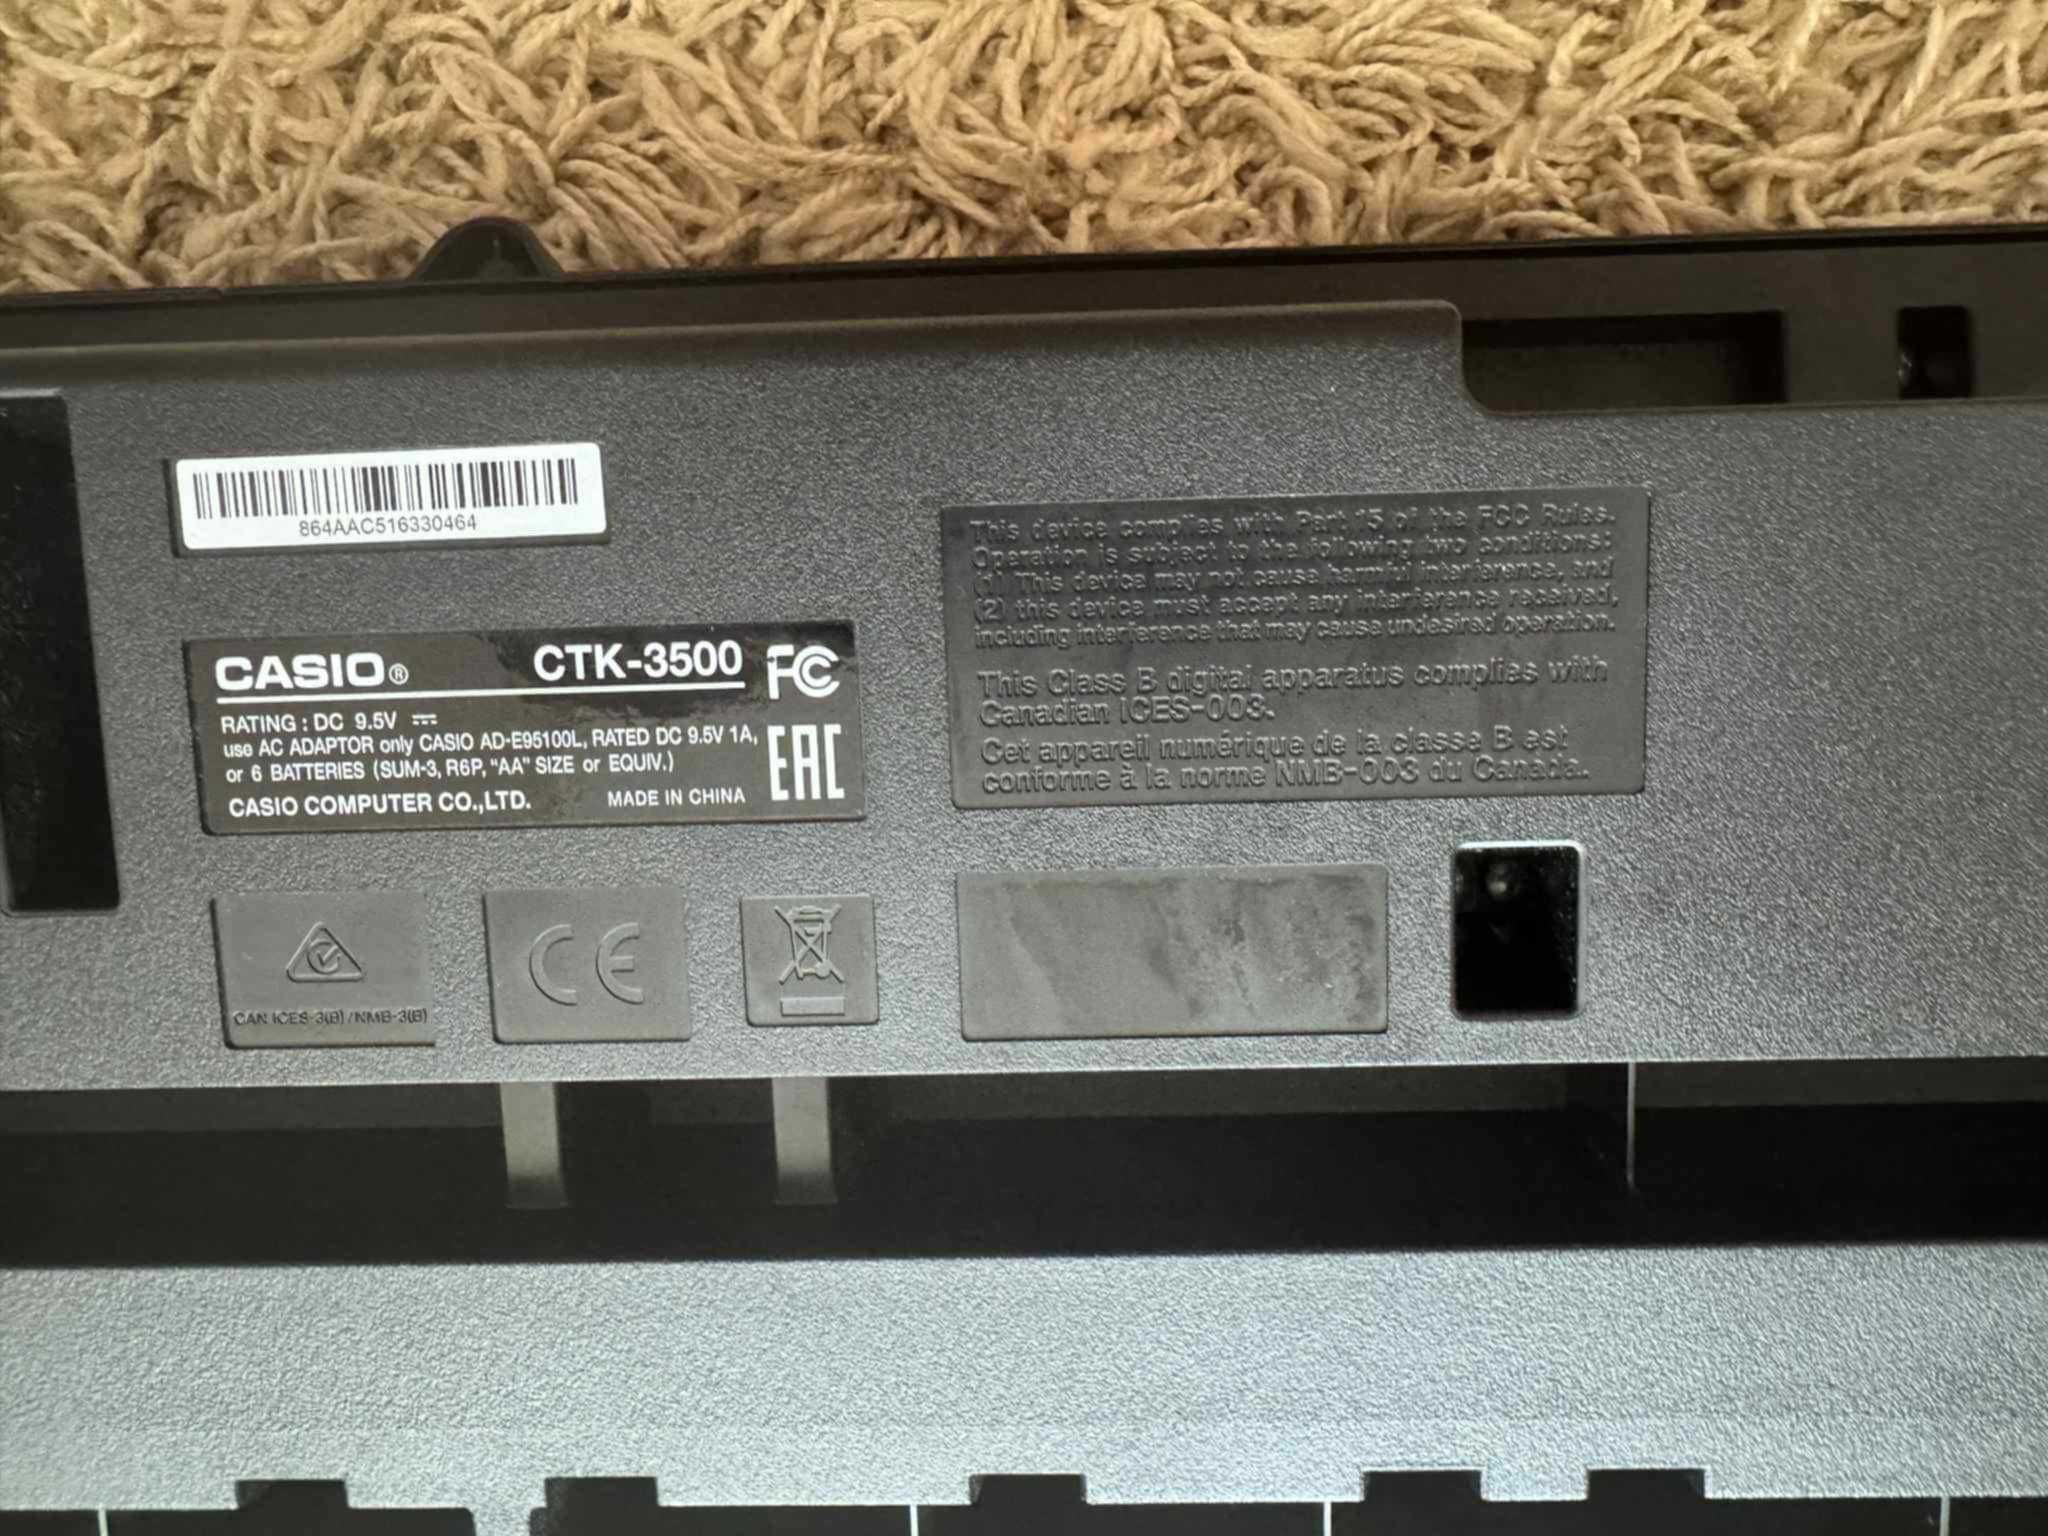 864AAC516330464
CASIO® CTK-3500 FC
RATING : DC 9.5V
use AC ADAPTOR only CASIO AD-E95100L, RATED DC 9.5V 1A,
or 6 BATTERIES (SUM-3, R6P, "AA" SIZE or EQUIV.)
CASIO COMPUTER CO.,LTD. MADE IN CHINA
EAC
This device complies with Part 15 of the FCC Rules.
Operation is subject to the following two conditions:
(1) This device may not cause harmful interference, and
(2) this device must accept any interference received,
including interference that may cause undesired operation.
This Class B digital apparatus complies with
Canadian ICES-003.
Cet appareil numérique de la classe B est
conforme à la norme NMB-003 du Canada.
CAN ICES-3(B) / NMB-3(B)
CE